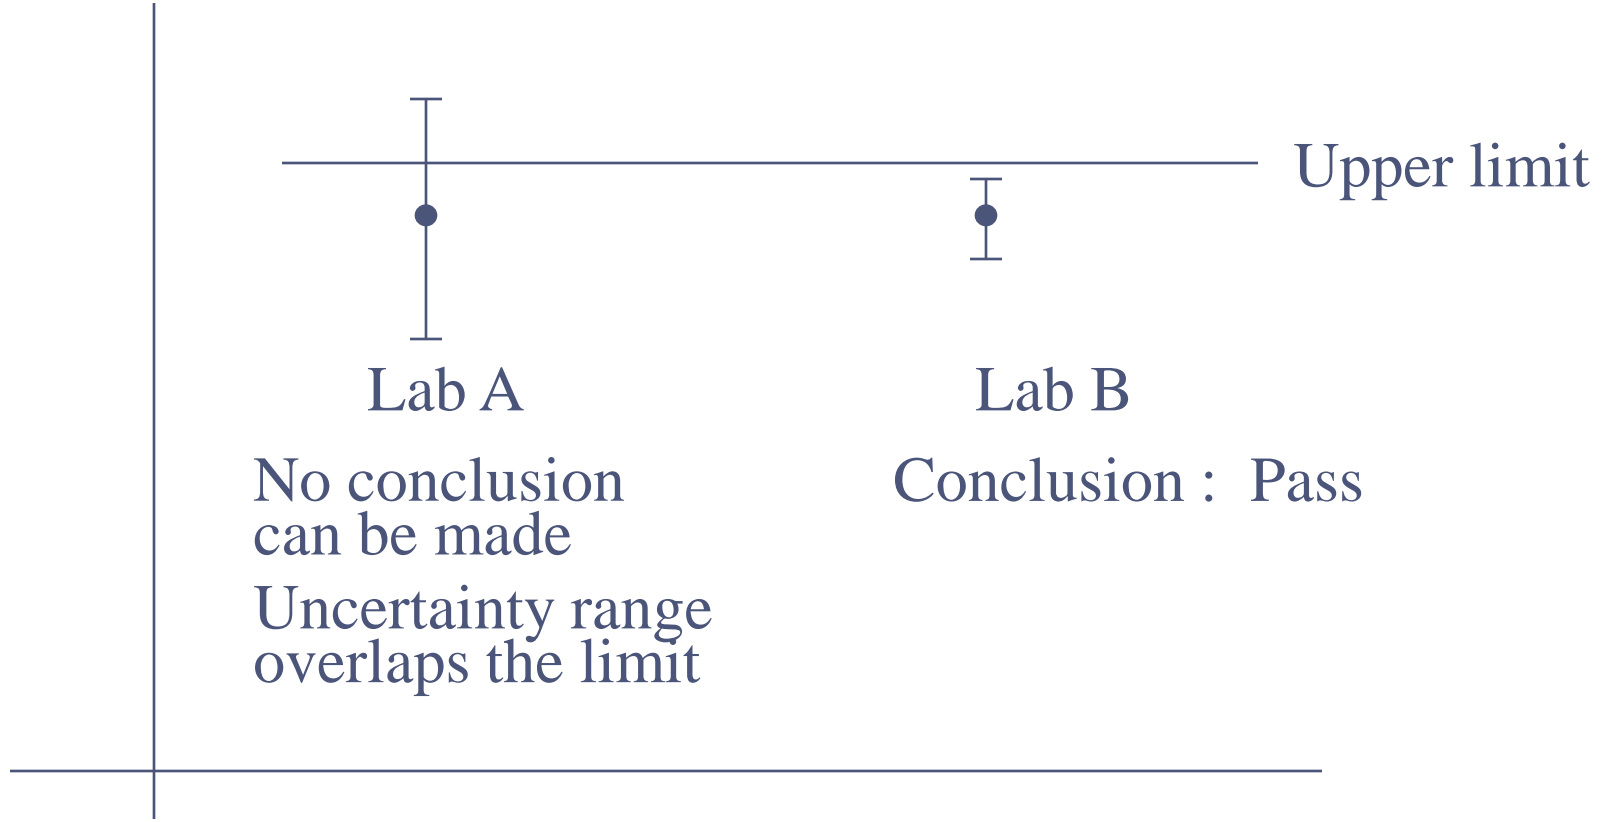 Upper limit
Lab A
Lab B
No conclusion
can be made
Conclusion :  Pass
Uncertainty range
overlaps the limit